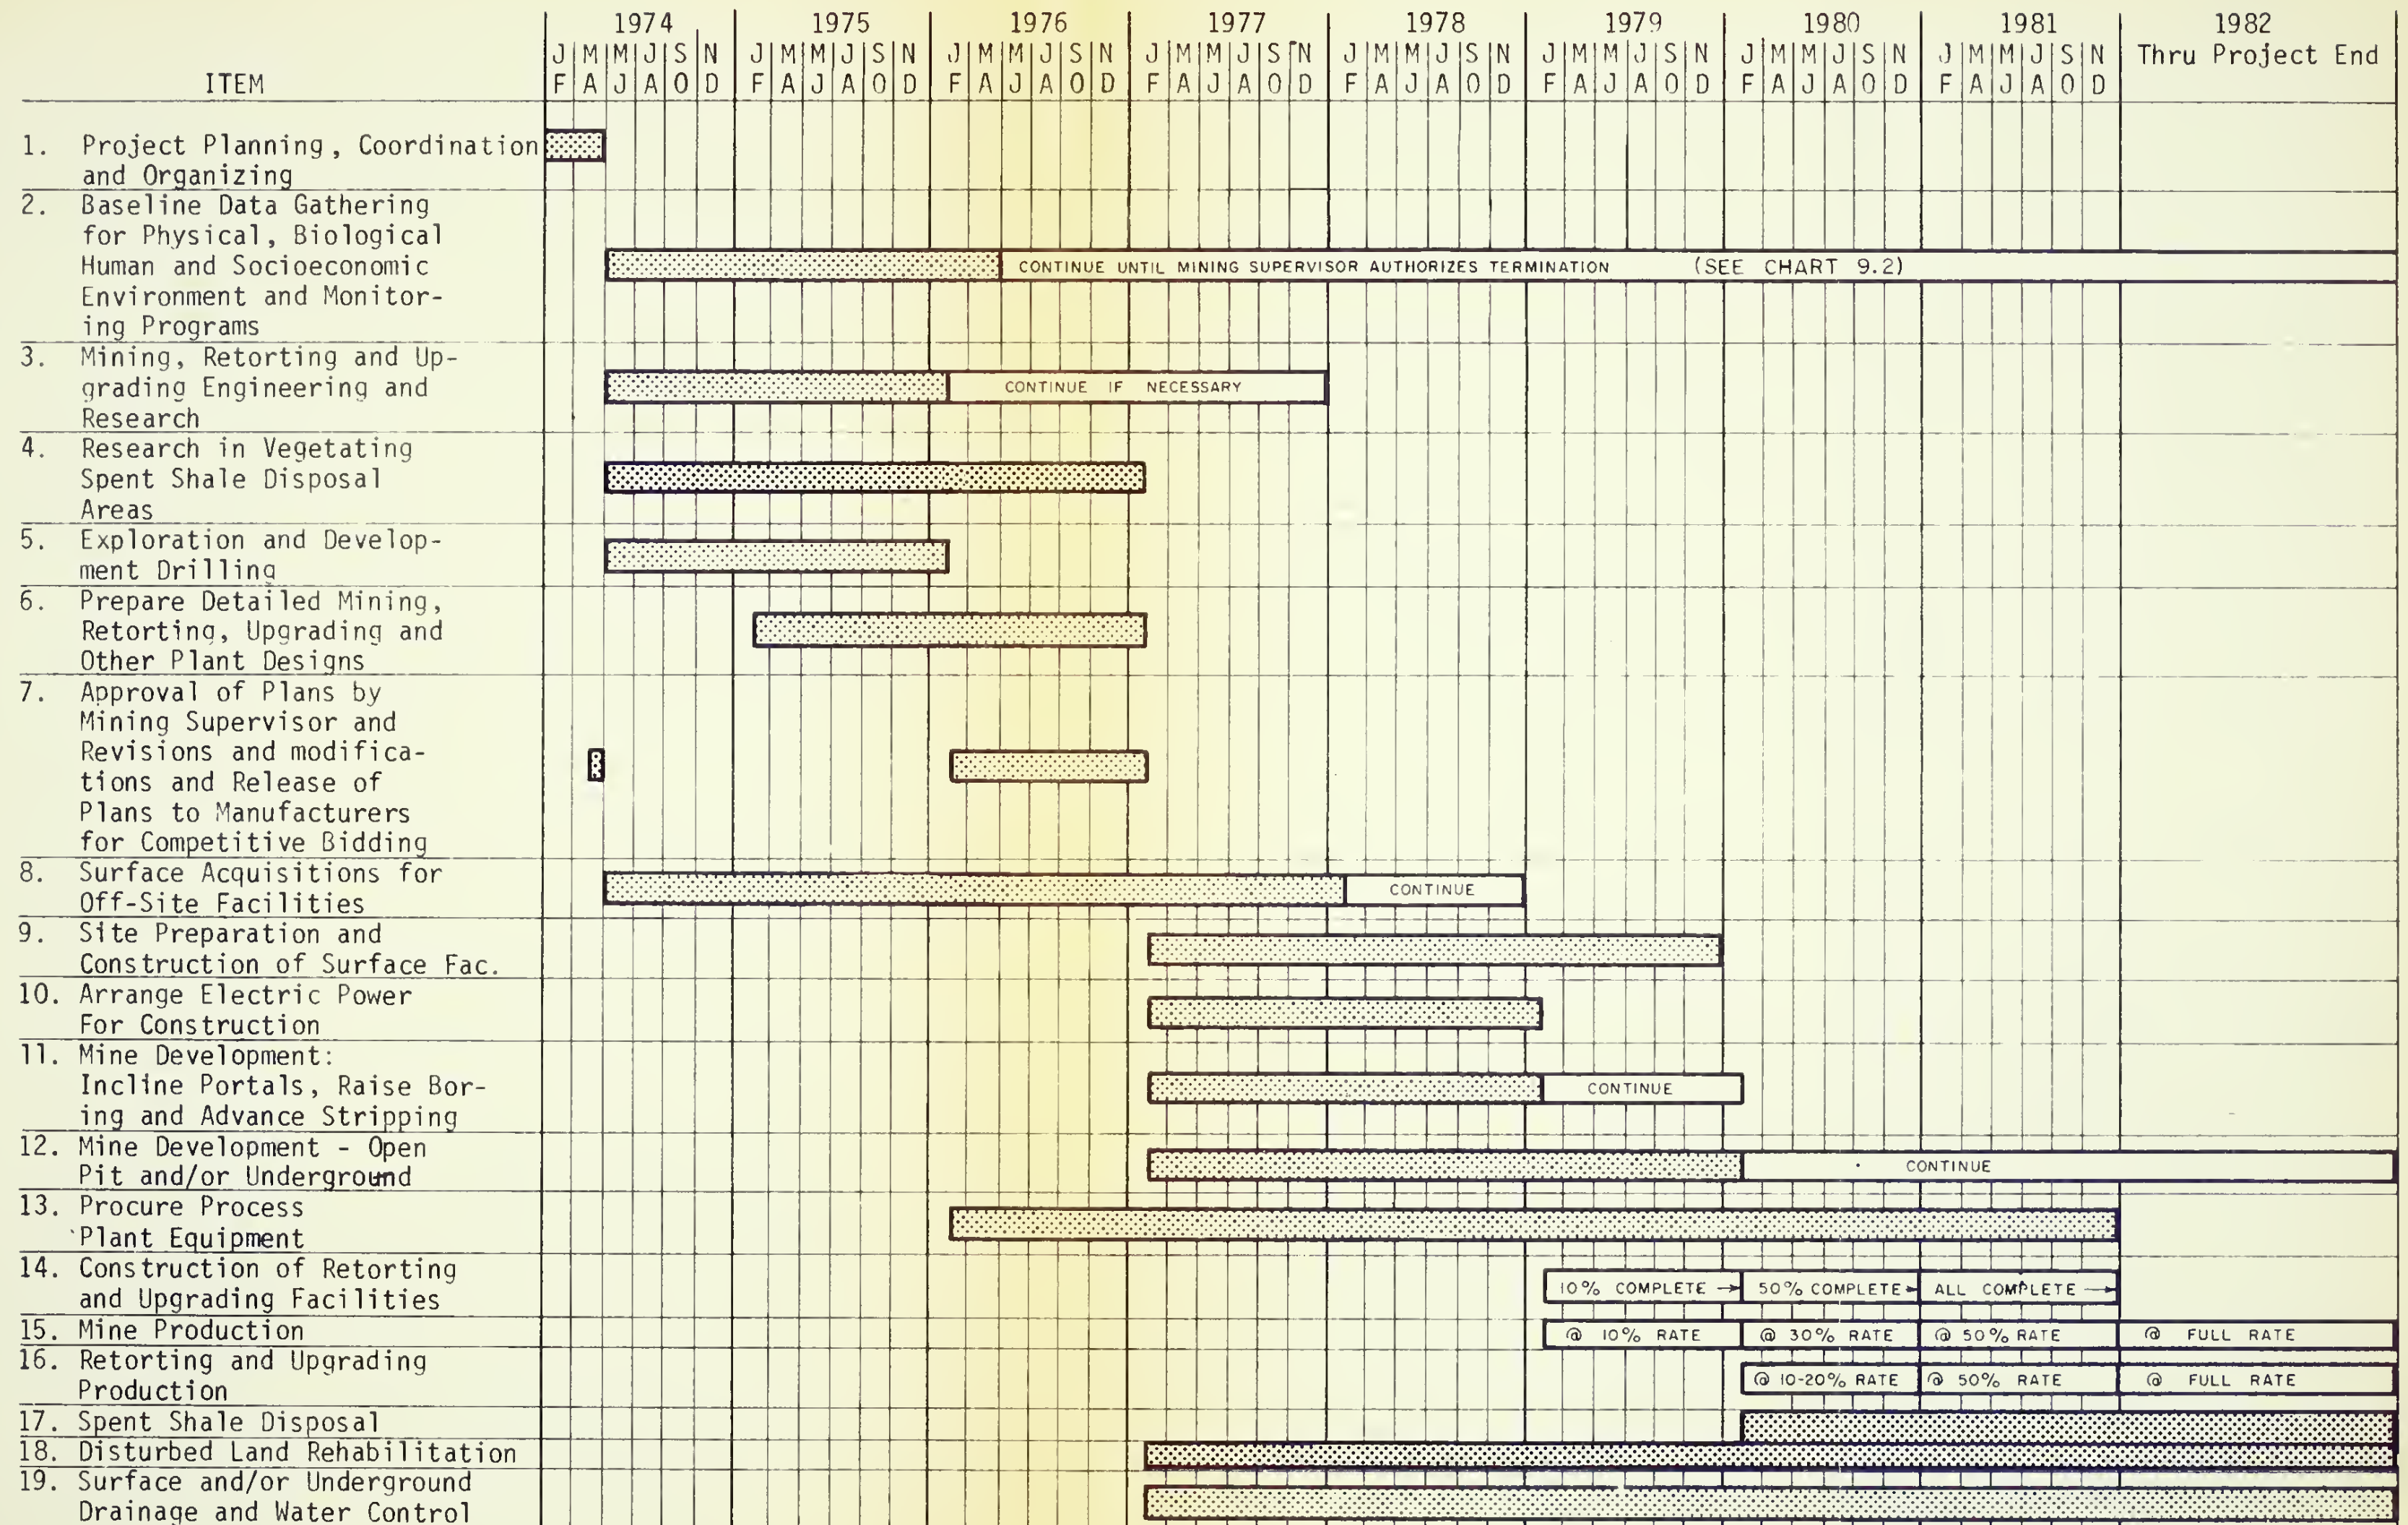 1974 1975 1976 1977 1978 1979 1980 1981 1982
J M M J S N J M M J S N J M M J S N J M M J S N J M M J S N J M M J S N J M M J S N J M M J S N Thru Project End
ITEM F A J A O D F A J A O D F A J A O D F A J A O D F A J A O D F A J A O D F A J A O D F A J A O D
1. Project Planning, Coordination
and Organizing
2. Baseline Data Gathering
for Physical, Biological
Human and Socioeconomic CONTINUE UNTIL MINING SUPERVISOR AUTHORIZES TERMINATION (SEE CHART 9.2)
Environment and Monitor-
ing Programs
3. Mining, Retorting and Up-
grading Engineering and CONTINUE IF NECESSARY
Research
4. Research in Vegetating
Spent Shale Disposal
Areas
5. Exploration and Develop-
ment Drilling
6. Prepare Detailed Mining,
Retorting, Upgrading and
Other Plant Designs
7. Approval of Plans by
Mining Supervisor and
Revisions and modifica-
tions and Release of
Plans to Manufacturers
for Competitive Bidding
8. Surface Acquisitions for CONTINUE
Off-Site Facilities
9. Site Preparation and
Construction of Surface Fac.
10. Arrange Electric Power
For Construction
11. Mine Development:
Incline Portals, Raise Bor- CONTINUE
ing and Advance Stripping
12. Mine Development - Open CONTINUE
Pit and/or Underground
13. Procure Process
Plant Equipment
14. Construction of Retorting 10% COMPLETE → 50% COMPLETE → ALL COMPLETE →
and Upgrading Facilities
15. Mine Production @ 10% RATE @ 30% RATE @ 50% RATE @ FULL RATE
16. Retorting and Upgrading @ 10-20% RATE @ 50% RATE @ FULL RATE
Production
17. Spent Shale Disposal
18. Disturbed Land Rehabilitation
19. Surface and/or Underground
Drainage and Water Control